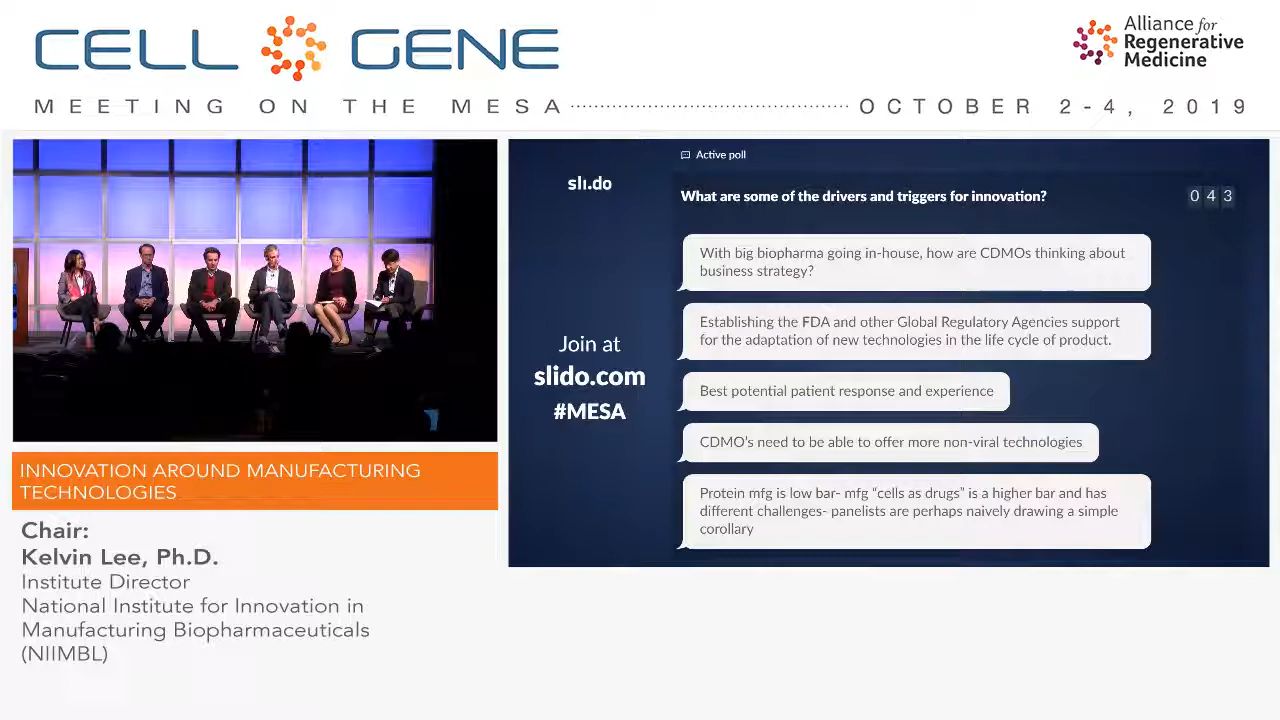 CELL GENE
Alliance for
Regenerative
Medicine
MEETING ON THE MESA
OCTOBER 2-4, 2019
INNOVATION AROUND MANUFACTURING
TECHNOLOGIES
Chair:
Kelvin Lee, Ph.D.
Institute Director
National Institute for Innovation in
Manufacturing Biopharmaceuticals
(NIIMBL)
sli.do
Join at
slido.com
#MESA
Active poll
What are some of the drivers and triggers for innovation?
0 4 3
With big biopharma going in-house, how are CDMOs thinking about
business strategy?
Establishing the FDA and other Global Regulatory Agencies support
for the adaptation of new technologies in the life cycle of product.
Best potential patient response and experience
CDMO's need to be able to offer more non-viral technologies
Protein mfg is low bar- mfg “cells as drugs” is a higher bar and has
different challenges- panelists are perhaps naively drawing a simple
corollary